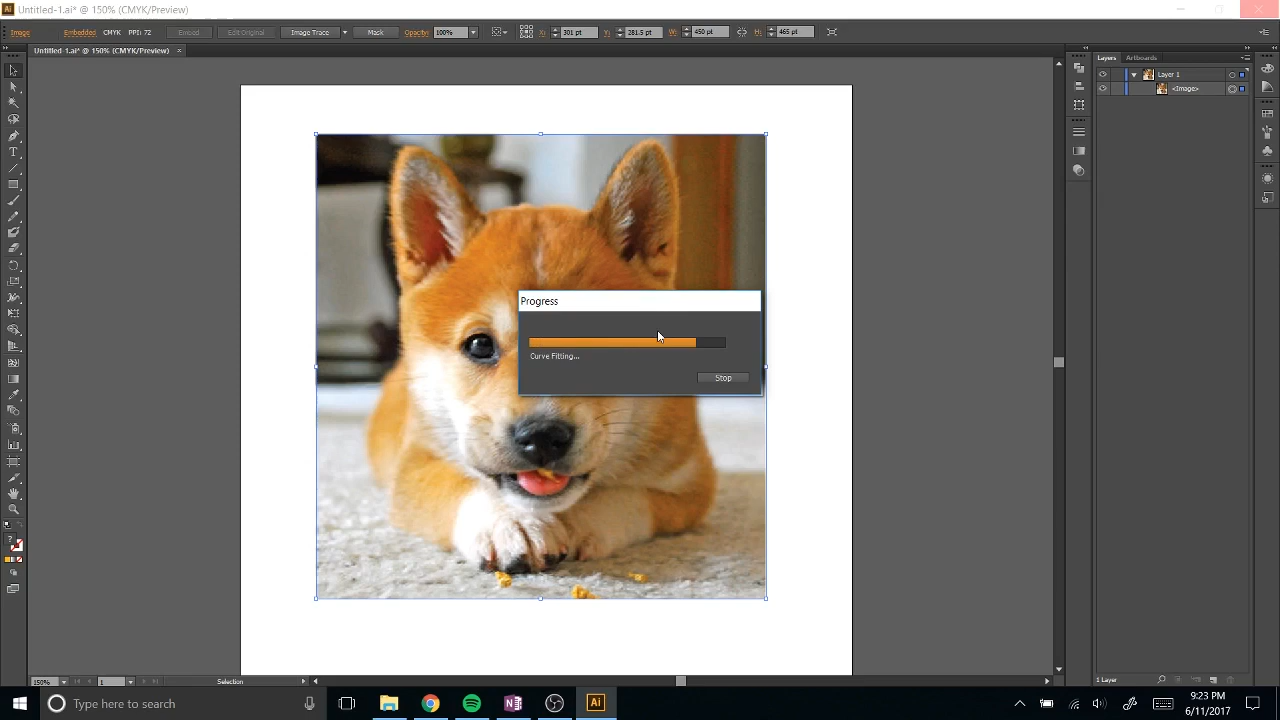 Ai Untitled-1.ai* @ 150% (CMYK/Preview)
Image Embedded CMYK PPI: 72 Embed Edit Original Image Trace Mask Opacity: 100% X: 301 pt Y: 281.5 pt W: 450 pt H: 465 pt
Untitled-1.ai* @ 150% (CMYK/Preview) ×
Layers Artboards
Layer 1
<Image>
Progress
Curve Fitting...
Stop
150% 1 Selection 1 Layer
Type here to search
Ai
9:23 PM
6/11/2017